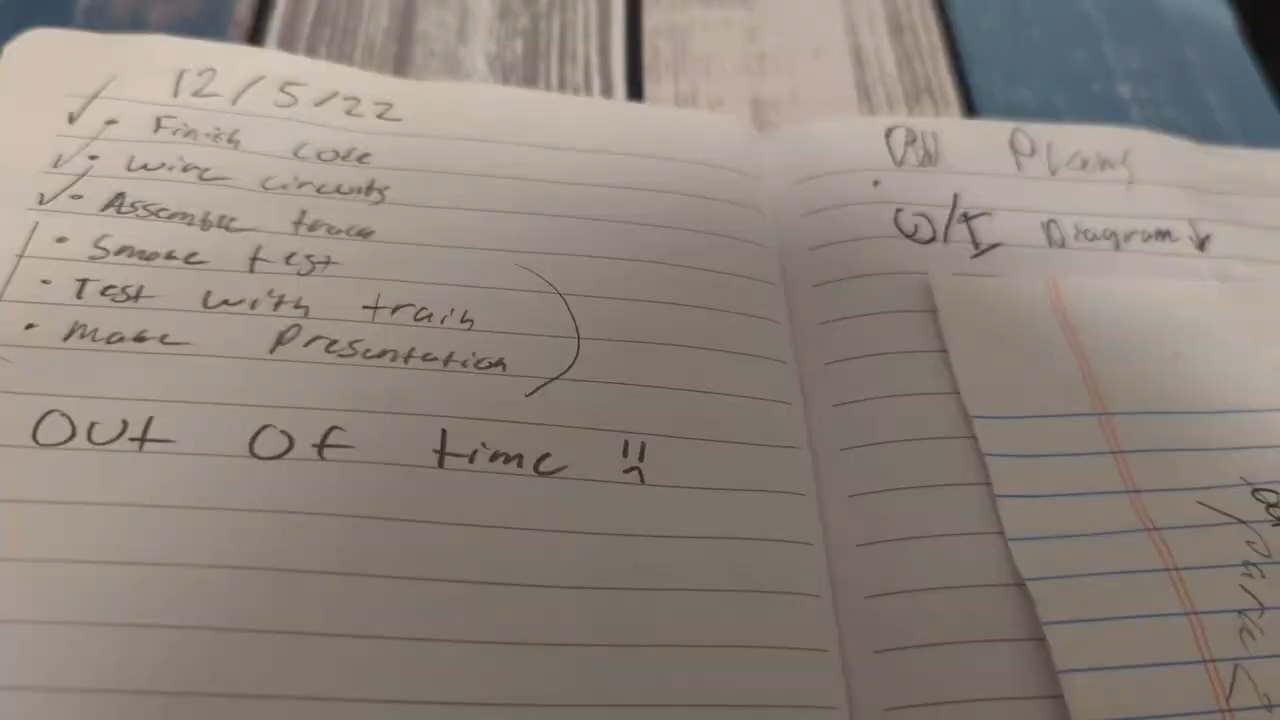 12/5/22
✓ • Finish code
✓ • Wire circuits
✓ • Assemble track
• Smoke test
• Test with train
• Make Presentation
Out of time
Plans
O/I Diagram